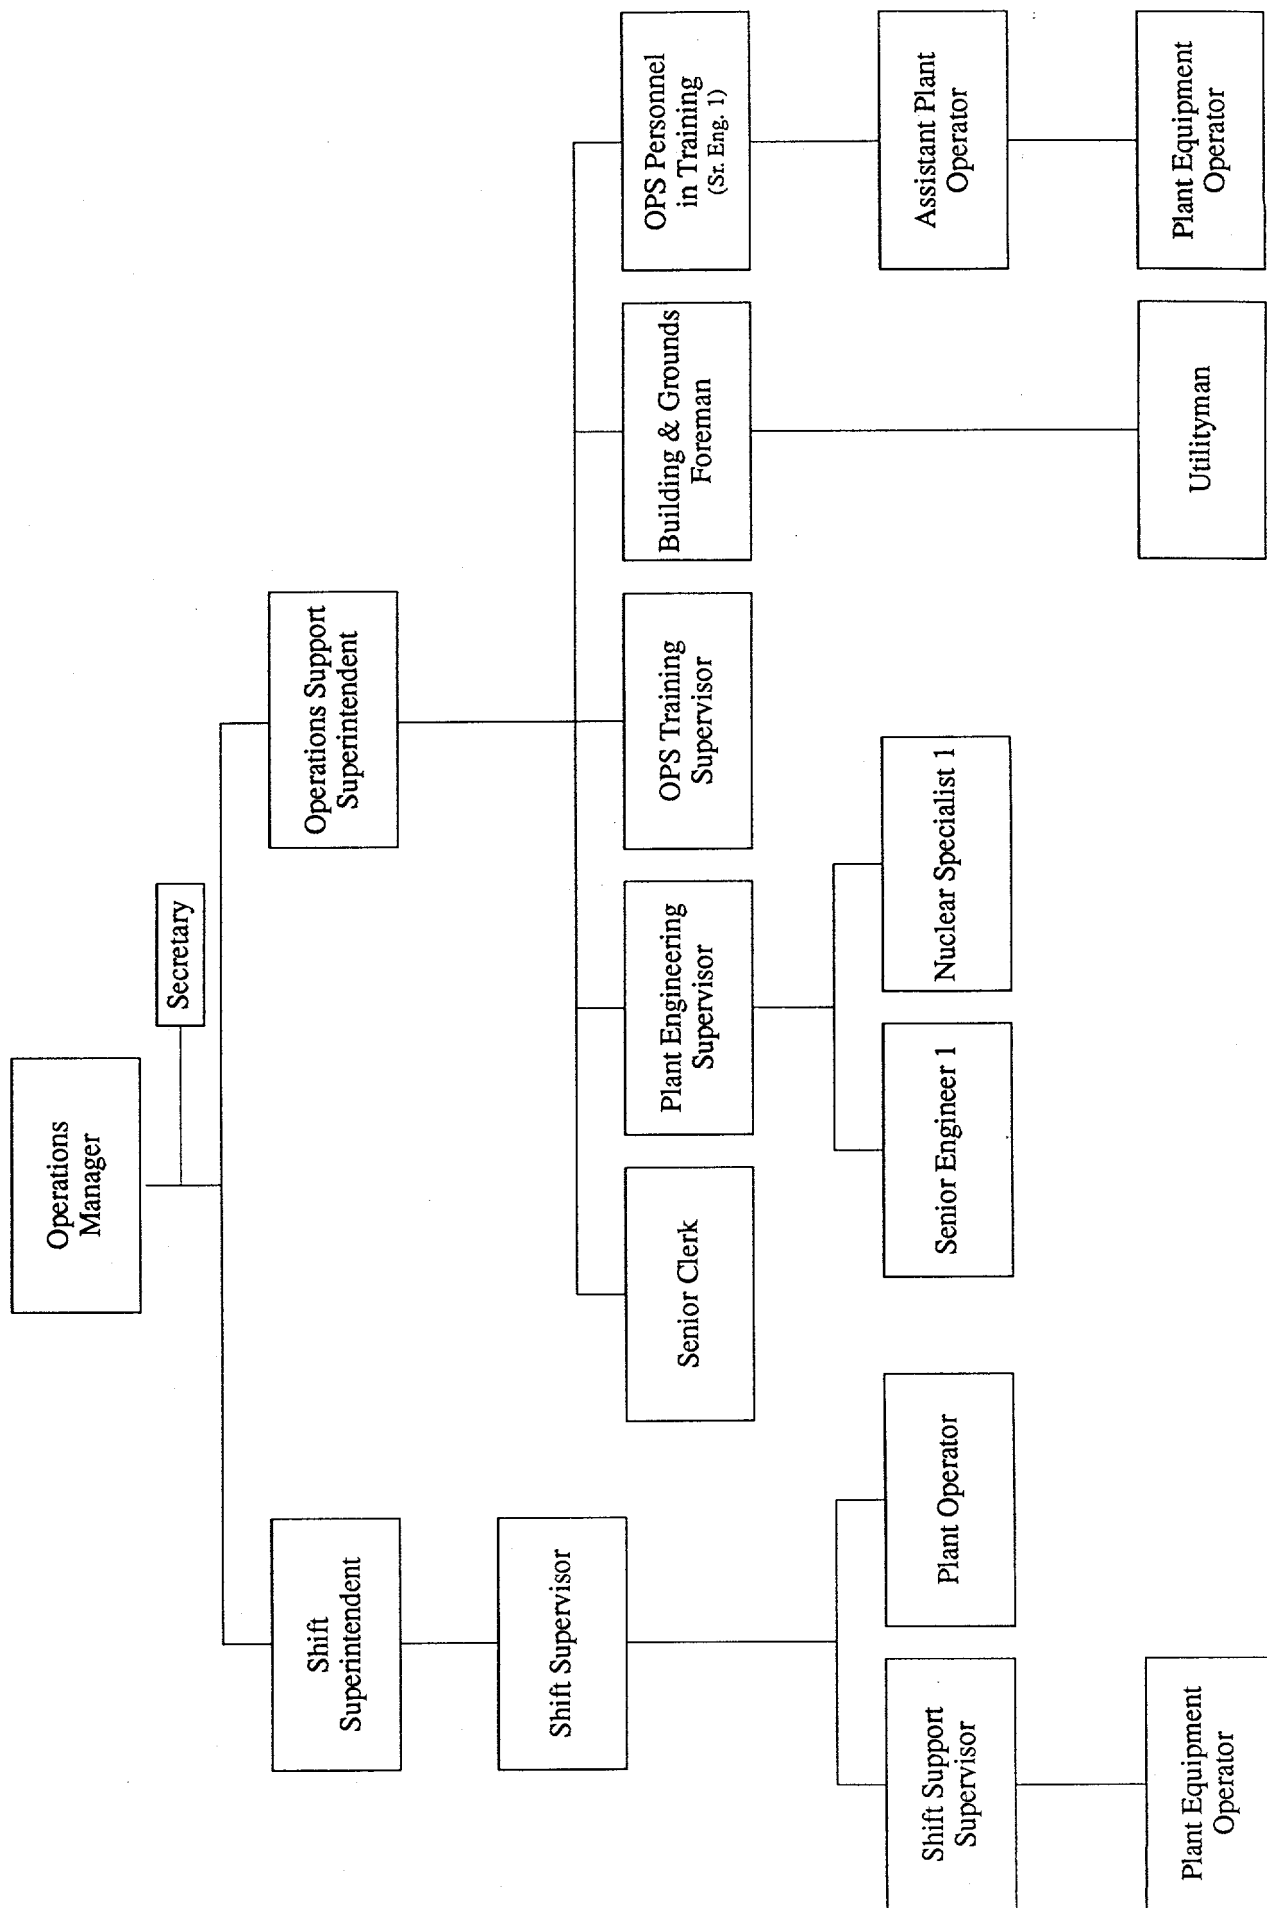 Operations
Manager
Secretary
Shift
Superintendent
Operations Support
Superintendent
Shift Supervisor
Senior Clerk
Plant Engineering
Supervisor
OPS Training
Supervisor
Building & Grounds
Foreman
OPS Personnel
in Training
(Sr. Eng. 1)
Shift Support
Supervisor
Plant Operator
Senior Engineer 1
Nuclear Specialist 1
Assistant Plant
Operator
Plant Equipment
Operator
Utilityman
Plant Equipment
Operator